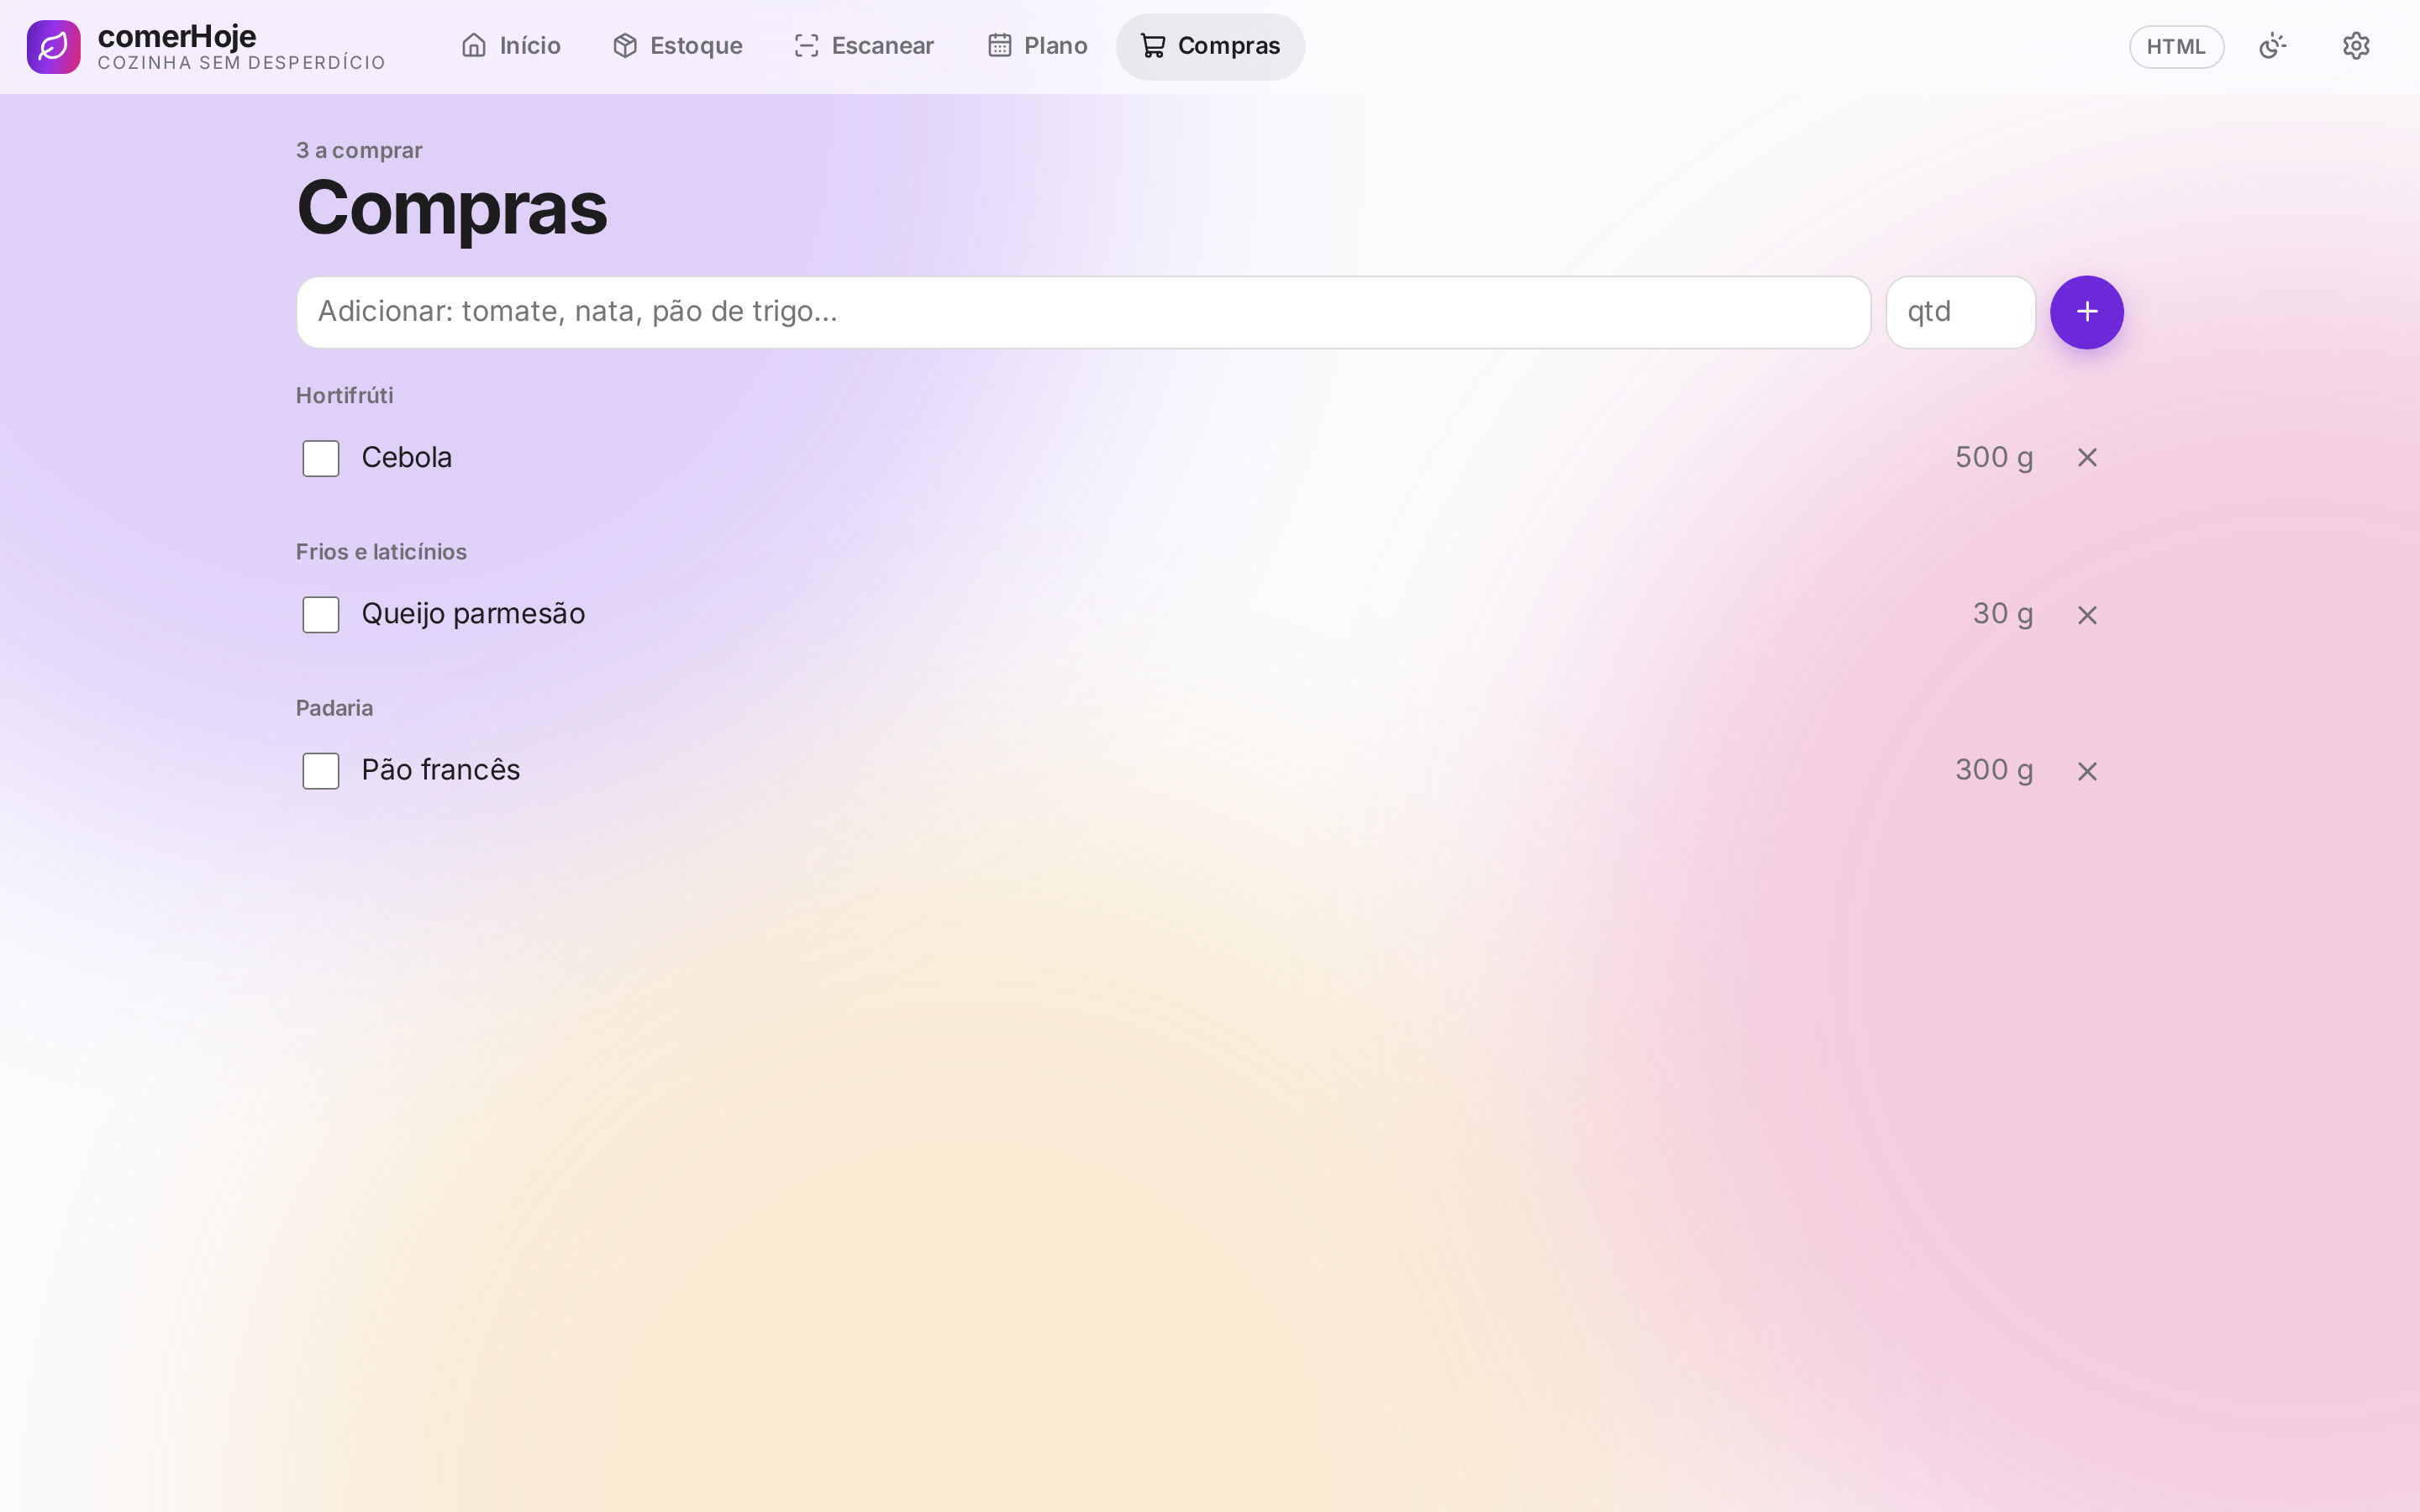 comerHoje
COZINHA SEM DESPERDÍCIO
Início
Estoque
Escanear
Plano
Compras
HTML
3 a comprar
Compras
Adicionar: tomate, nata, pão de trigo...
qtd
Hortifrúti
Cebola
500 g
Frios e laticínios
Queijo parmesão
30 g
Padaria
Pão francês
300 g